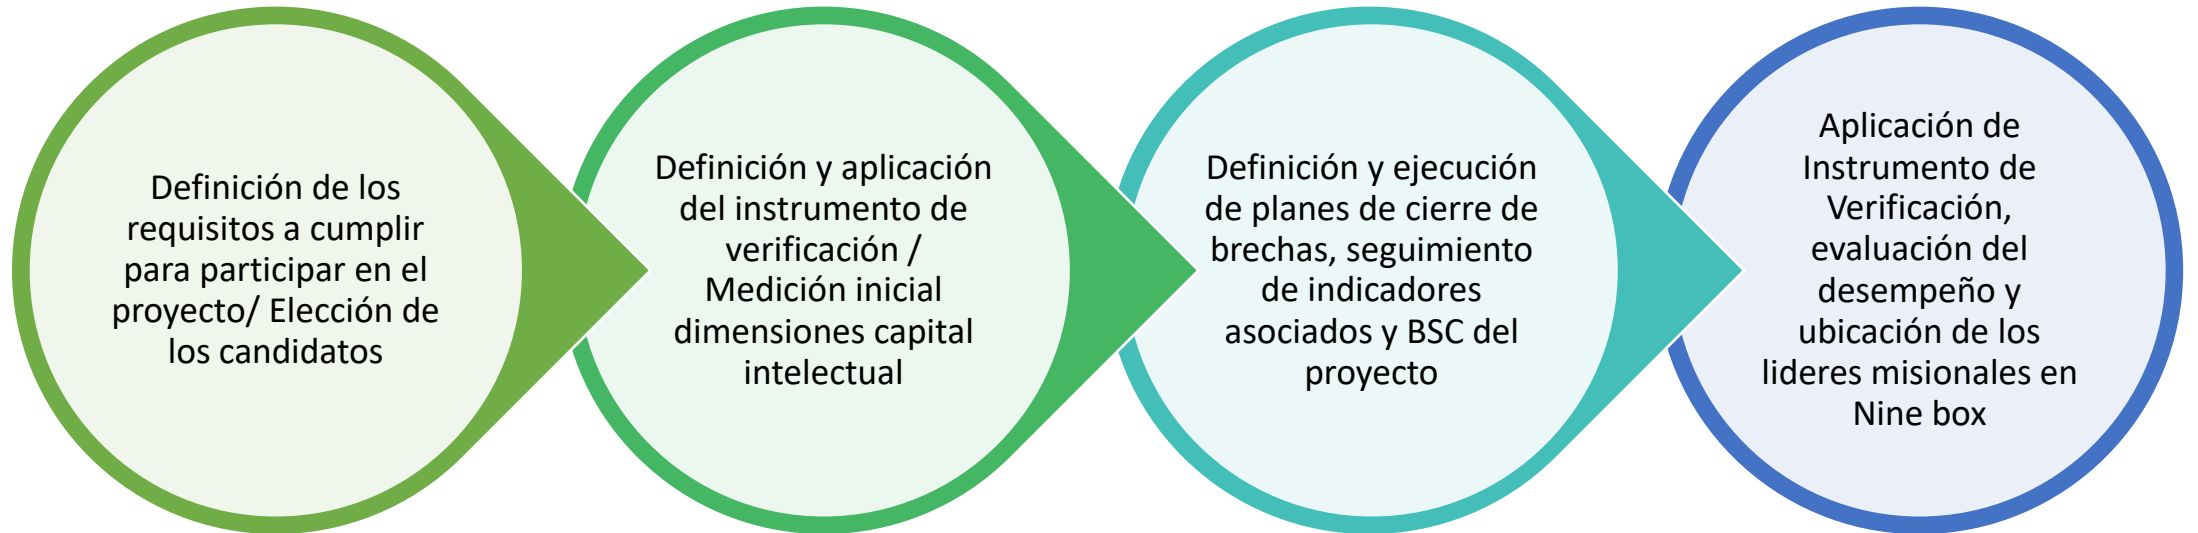 Definición de los
requisitos a cumplir
para participar en el
proyecto/ Elección de
los candidatos
Definición y aplicación
del instrumento de
verificación /
Medición inicial
dimensiones capital
intelectual
Definición y ejecución
de planes de cierre de
brechas, seguimiento
de indicadores
asociados y BSC del
proyecto
Aplicación de
Instrumento de
Verificación,
evaluación del
desempeño y
ubicación de los
lideres misionales en
Nine box